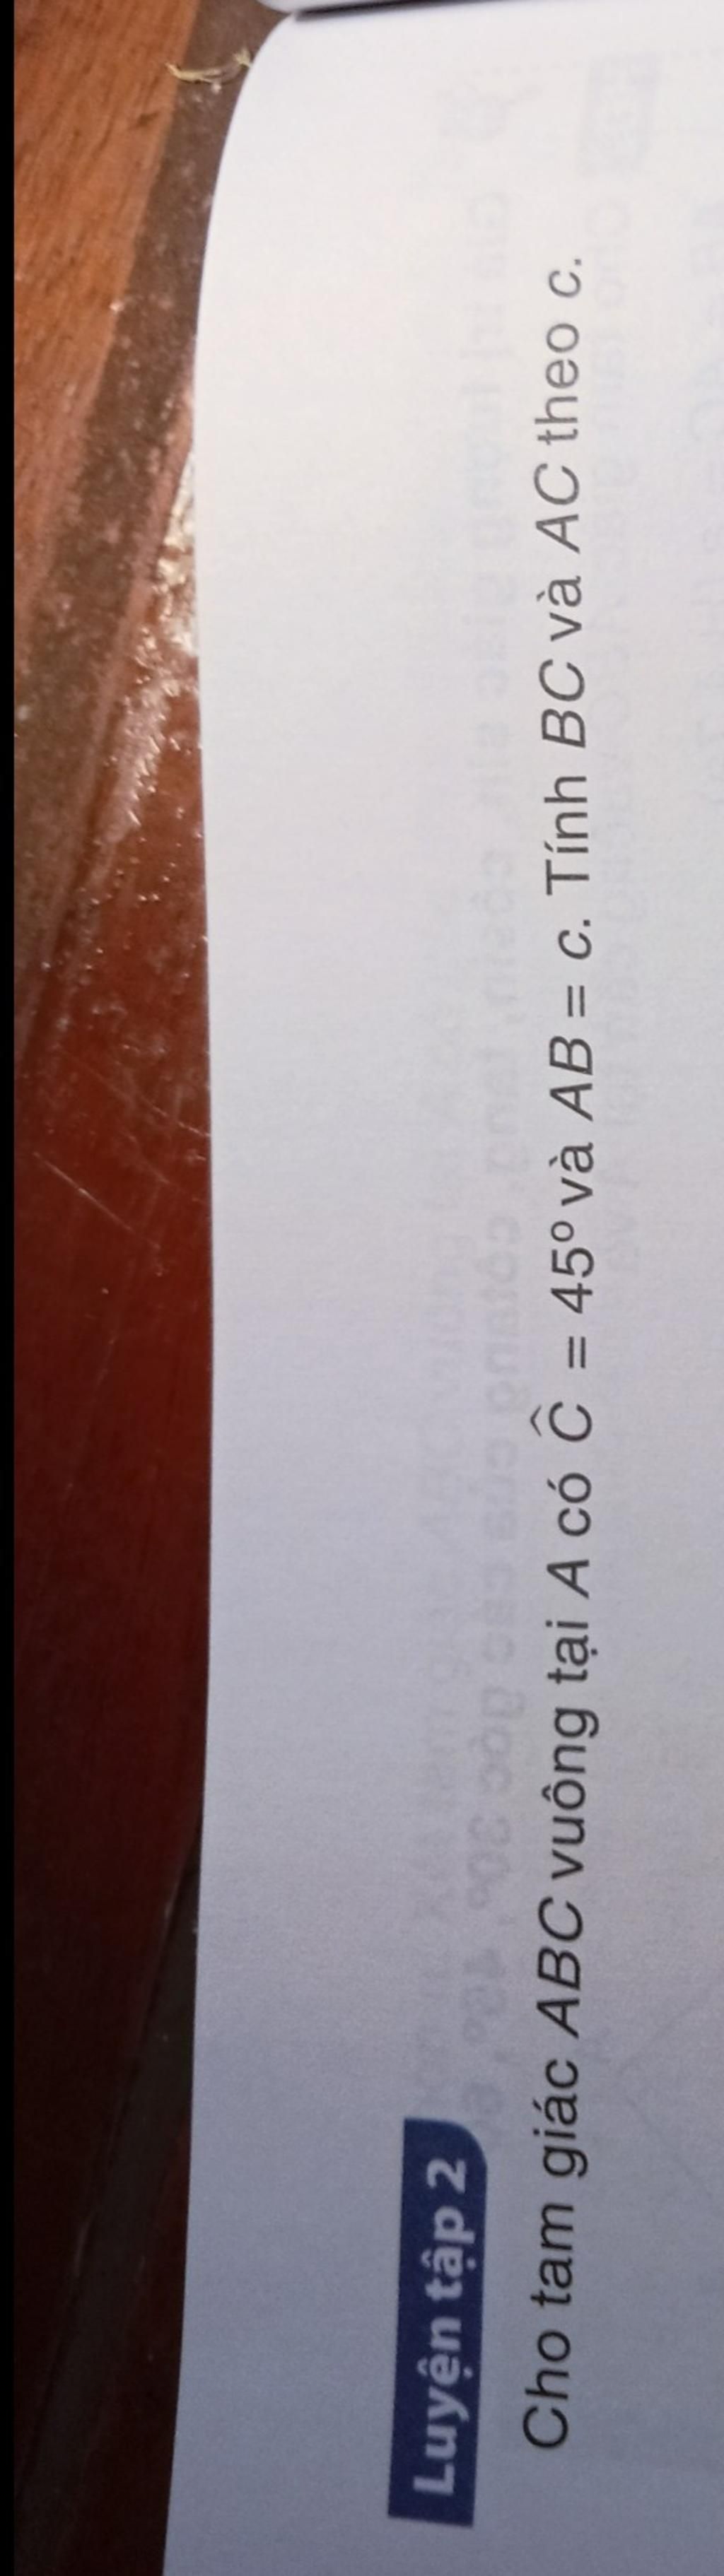 Luyện tập 2
Cho tam giác ABC vuông tại A có Ĉ = 45° và AB = c. Tính BC và AC theo c.